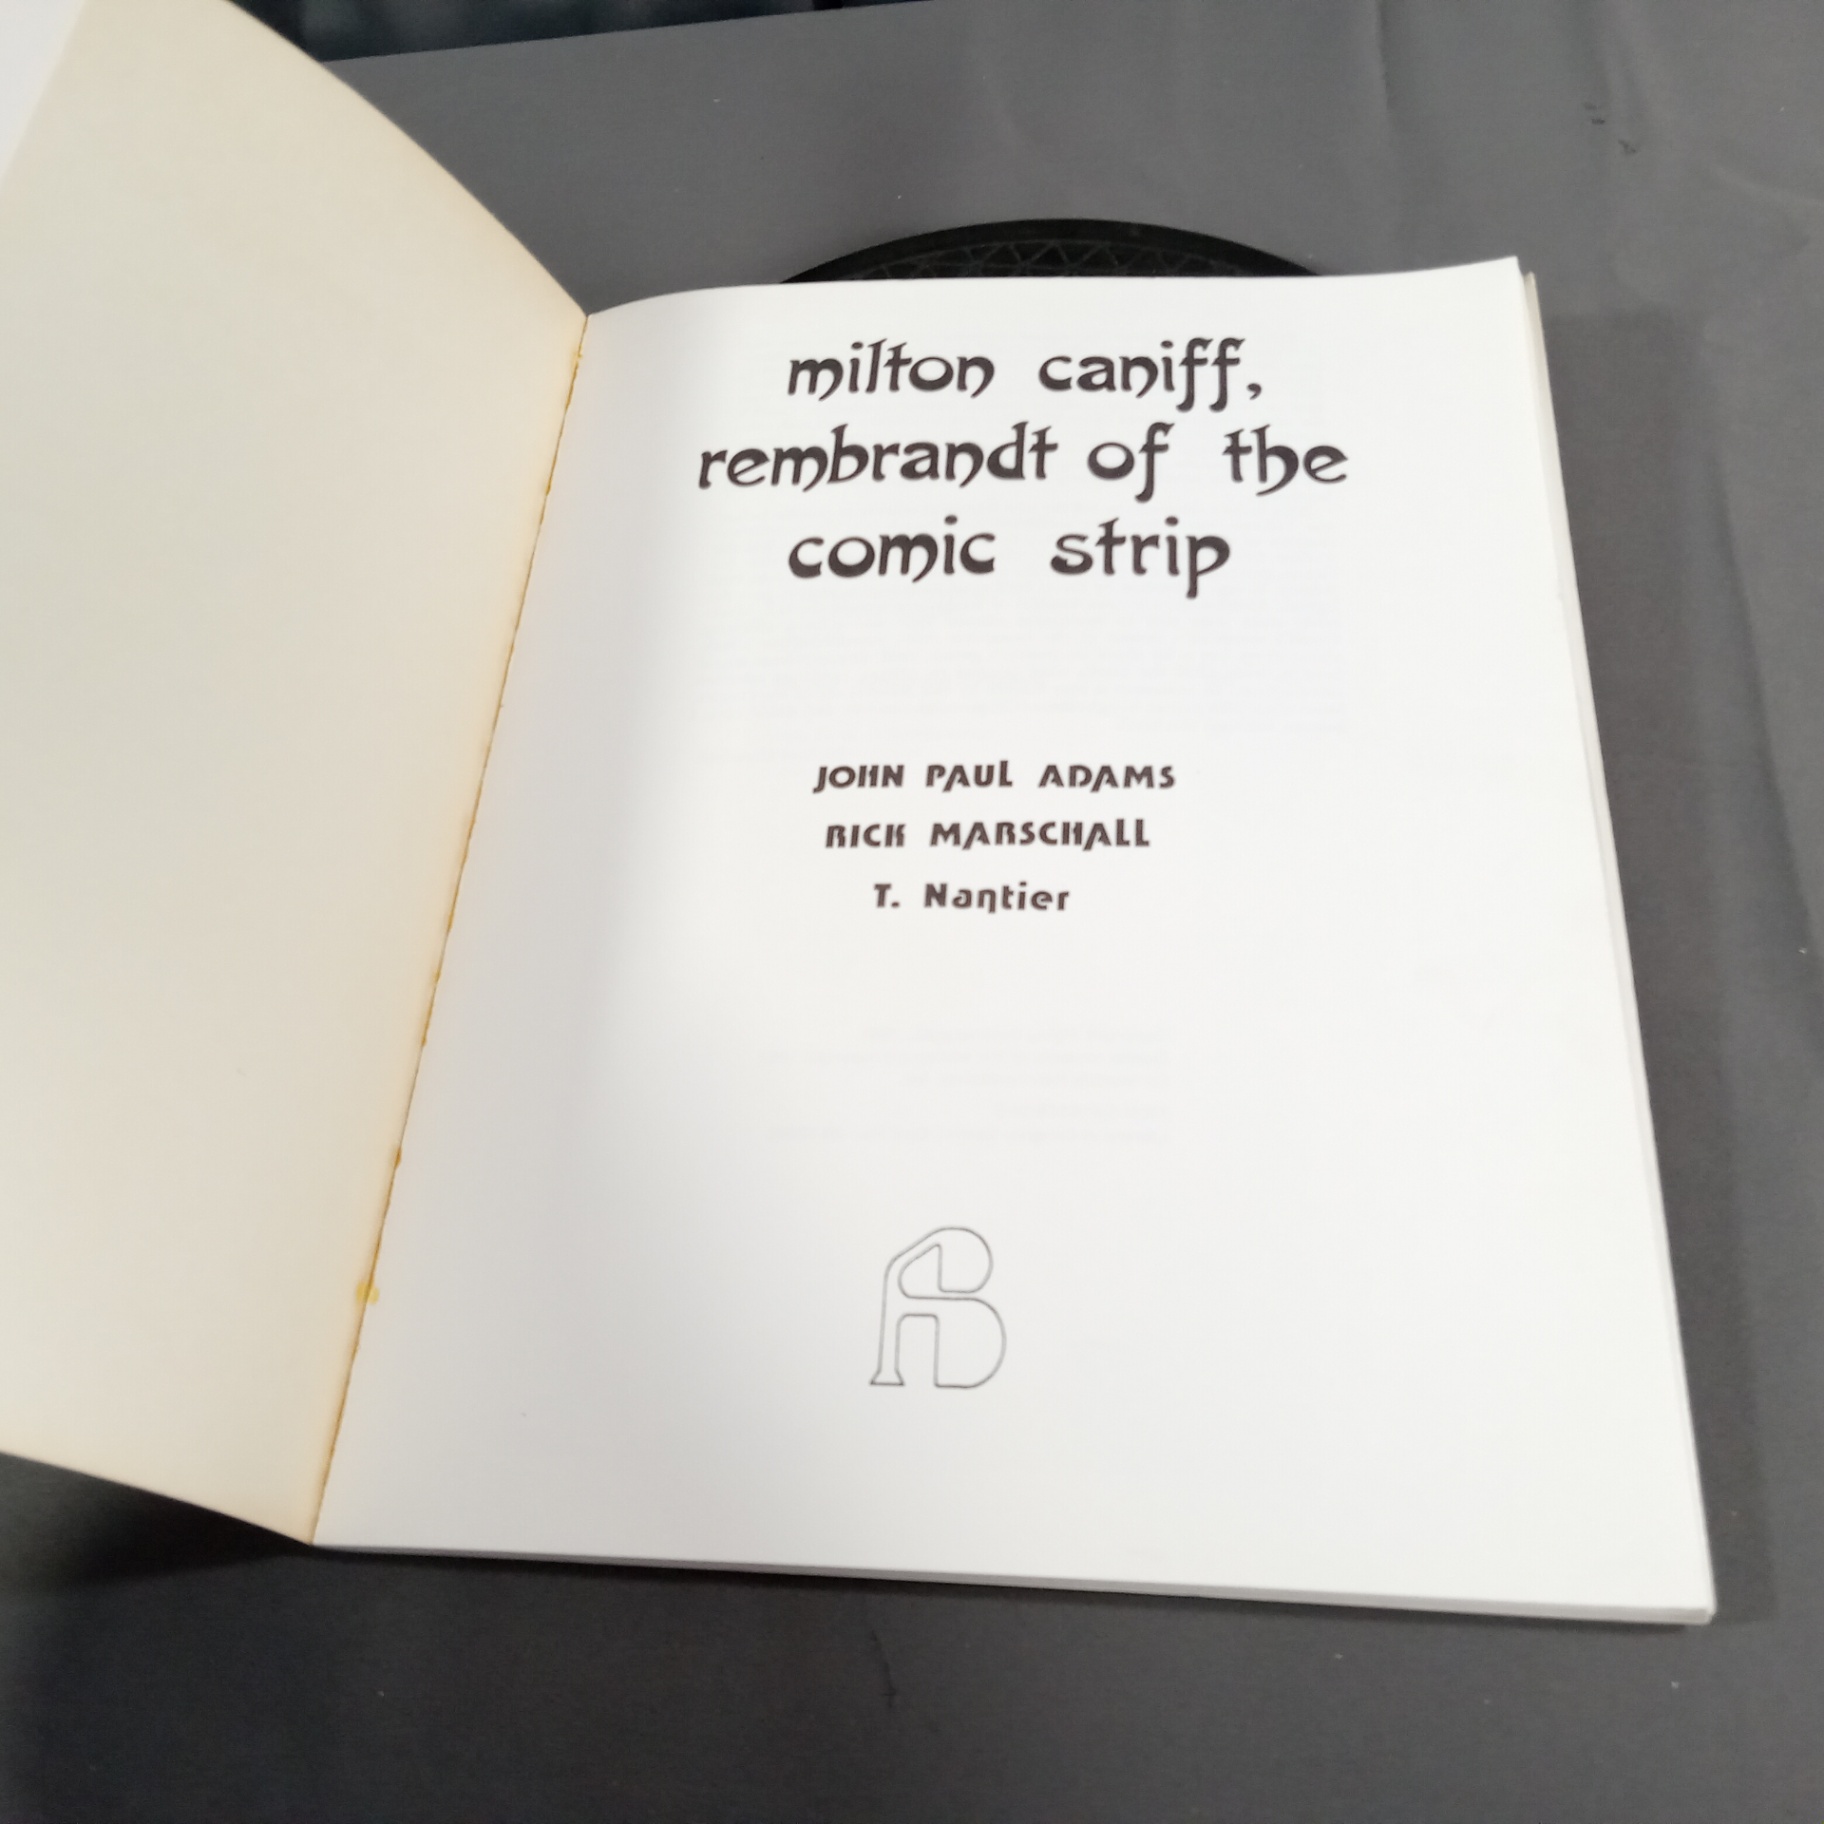 milton caniff,
rembrandt of the
comic strip
JOHN PAUL ADAMS
RICK MARSCHALL
T. Nantier